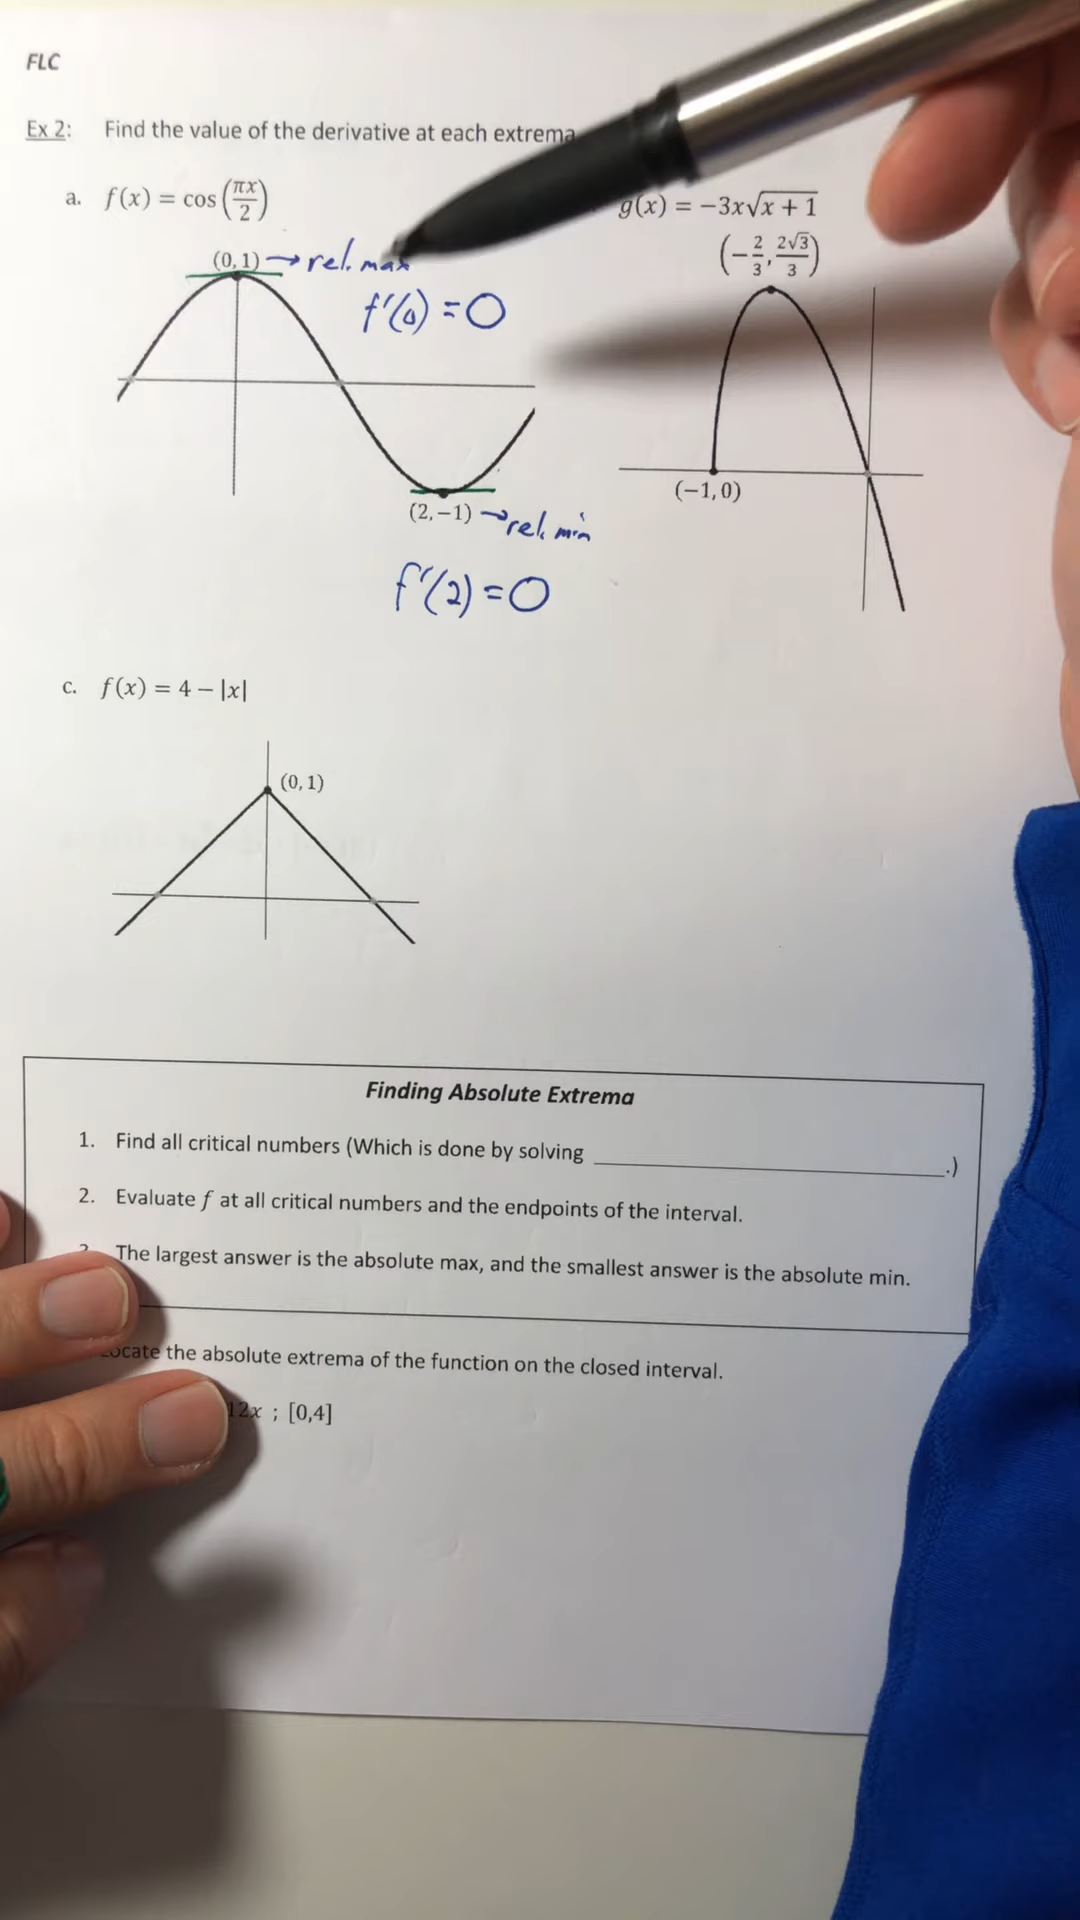 FLC
Ex 2: Find the value of the derivative at each extrema
a. f(x) = cos(πx/2)
(0,1) → rel. max
f'(0) = 0
(2,−1) → rel. min
f'(2) = 0
g(x) = −3x√x + 1
(−2/3, 2√3/3)
(−1,0)
c. f(x) = 4 − |x|
(0,1)
Finding Absolute Extrema
1. Find all critical numbers (Which is done by solving ____________________.)
2. Evaluate f at all critical numbers and the endpoints of the interval.
The largest answer is the absolute max, and the smallest answer is the absolute min.
the absolute extrema of the function on the closed interval.
12x ; [0,4]